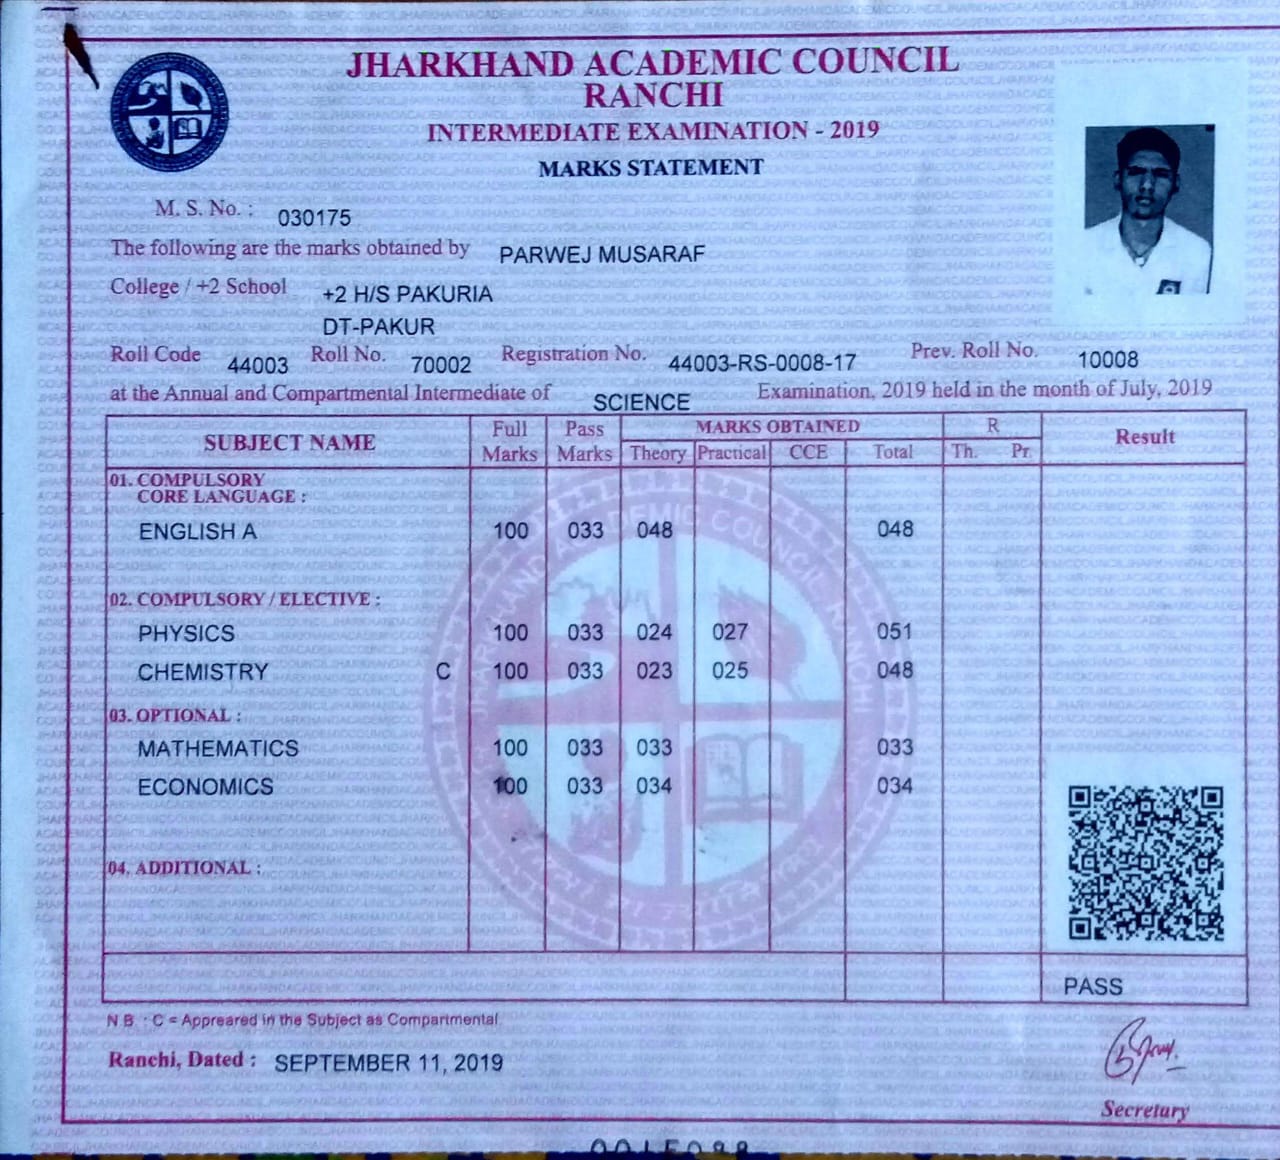 JHARKHAND ACADEMIC COUNCIL
RANCHI
INTERMEDIATE EXAMINATION - 2019
MARKS STATEMENT
M. S. No. : 030175
The following are the marks obtained by PARWEJ MUSARAF
College / +2 School +2 H/S PAKURIA
DT-PAKUR
Roll Code 44003 Roll No. 70002 Registration No. 44003-RS-0008-17 Prev. Roll No. 10008
at the Annual and Compartmental Intermediate of SCIENCE Examination, 2019 held in the month of July, 2019
SUBJECT NAME Full Marks Pass Marks MARKS OBTAINED R Result
Theory Practical CCE Total Th. Pr.
01. COMPULSORY
CORE LANGUAGE :
ENGLISH A 100 033 048 048
02. COMPULSORY / ELECTIVE :
PHYSICS 100 033 024 027 051
CHEMISTRY C 100 033 023 025 048
03. OPTIONAL :
MATHEMATICS 100 033 033 033
ECONOMICS 100 033 034 034
04. ADDITIONAL :
PASS
N.B. : C = Appreared in the Subject as Compartmental
Ranchi, Dated : SEPTEMBER 11, 2019
Secretary